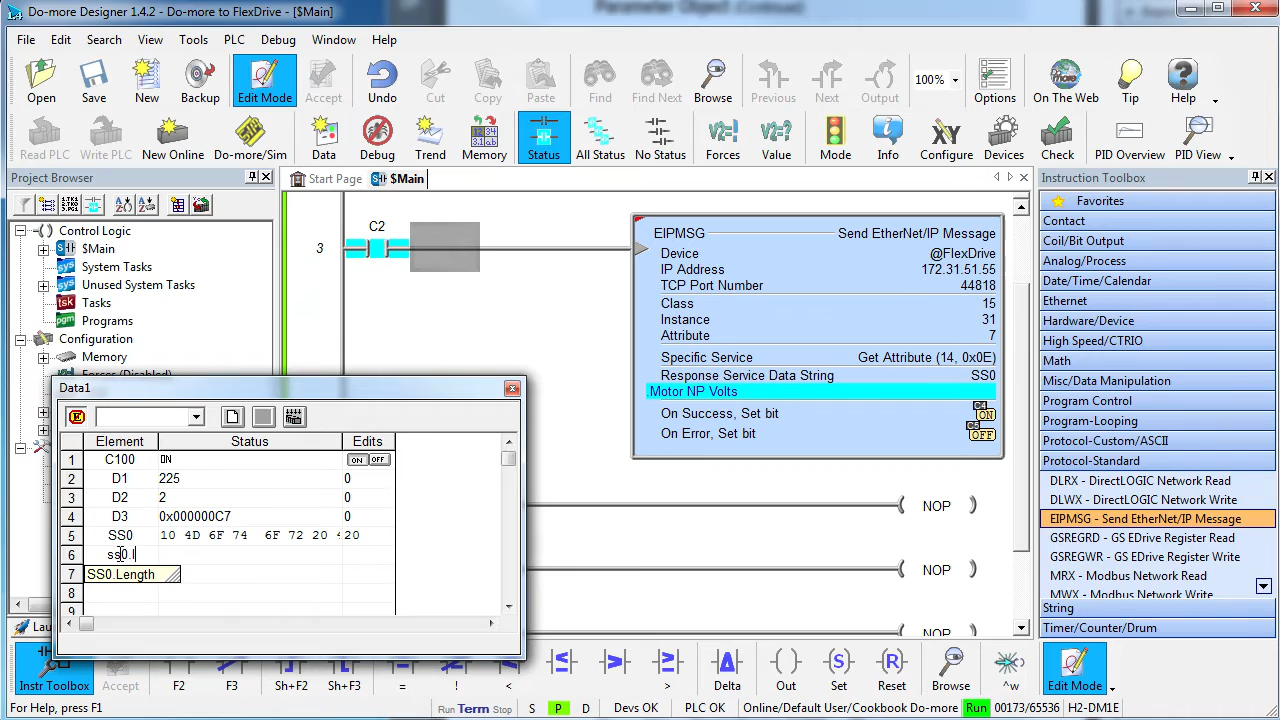 Do-more Designer 1.4.2 - Do-more to FlexDrive - [$Main]
Parameter Object (Continue)
File Edit Search View Tools PLC Debug Window Help
Open Save New Backup Edit Mode Accept Undo Cut Copy Paste Find Find Next Browse Previous Next Output 100% Options On The Web Tip Help
Read PLC Write PLC New Online Do-more/Sim Data Debug Trend Memory Status All Status No Status Forces Value Mode Info Configure Devices Check PID Overview PID View
Project Browser
Start Page $Main
Instruction Toolbox
Control Logic
$Main
System Tasks
Unused System Tasks
Tasks
Programs
Configuration
Memory
C2
3
EIPMSG Send EtherNet/IP Message
Device @FlexDrive
IP Address 172.31.51.55
TCP Port Number 44818
Class 15
Instance 31
Attribute 7
Specific Service Get Attribute (14, 0x0E)
Response Service Data String SS0
Motor NP Volts
On Success, Set bit C4 ON
On Error, Set bit C5 OFF
NOP
NOP
NOP
Favorites
Contact
Coil/Bit Output
Analog/Process
Date/Time/Calendar
Ethernet
Hardware/Device
High Speed/CTRIO
Math
Misc/Data Manipulation
Program Control
Program-Looping
Protocol-Custom/ASCII
Protocol-Standard
DLRX - DirectLOGIC Network Read
DLWX - DirectLOGIC Network Write
EIPMSG - Send EtherNet/IP Message
GSREGRD - GS EDrive Register Read
GSREGWR - GS EDrive Register Write
MRX - Modbus Network Read
MWX - Modbus Network Write
String
Timer/Counter/Drum
Data1
Element Status Edits
1 C100 ON ON OFF
2 D1 225 0
3 D2 2 0
4 D3 0x000000C7 0
5 SS0 10 4D 6F 74 6F 72 20 20
6 ss0.l
7 SS0.Length
8
9
Instr Toolbox Accept F2 F3 Sh+F2 Sh+F3 = ! < > Delta Out Set Reset Browse ^w Edit Mode
For Help, press F1 Run Term Stop S P D Devs OK PLC OK Online/Default User/Cookbook Do-more Run 00173/65536 H2-DM1E